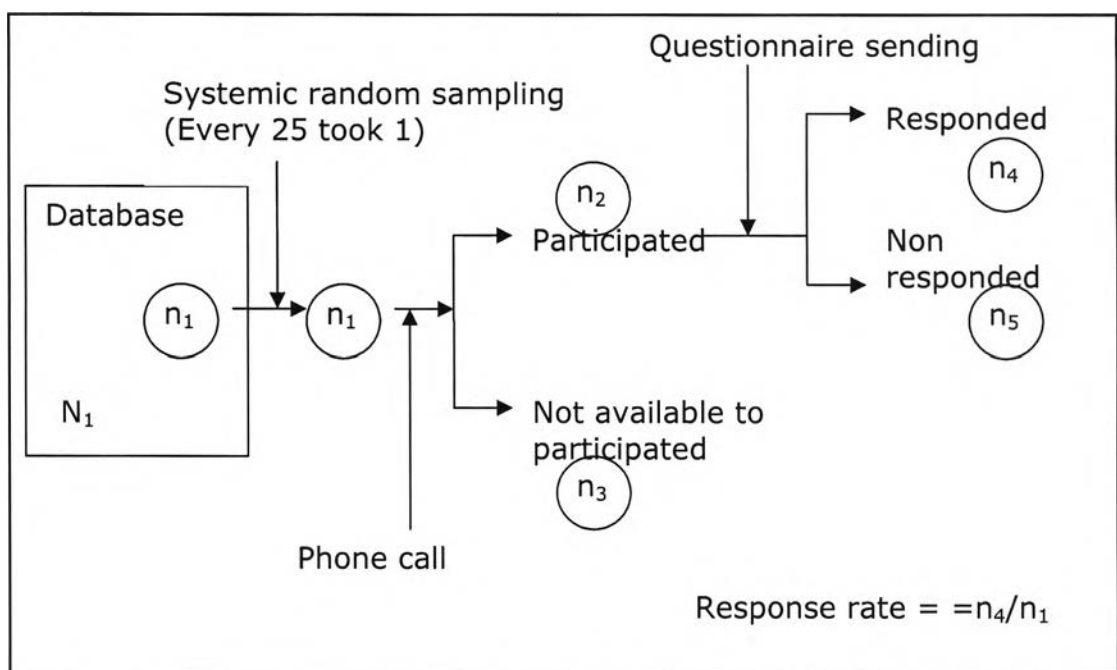 Questionnaire sending
Systemic random sampling
(Every 25 took 1)
Responded
n₄
n₂
Database
Participated
Non
responded
n₁
n₁
n₅
N₁
Not available to
participated
n₃
Phone call
Response rate = =n₄/n₁